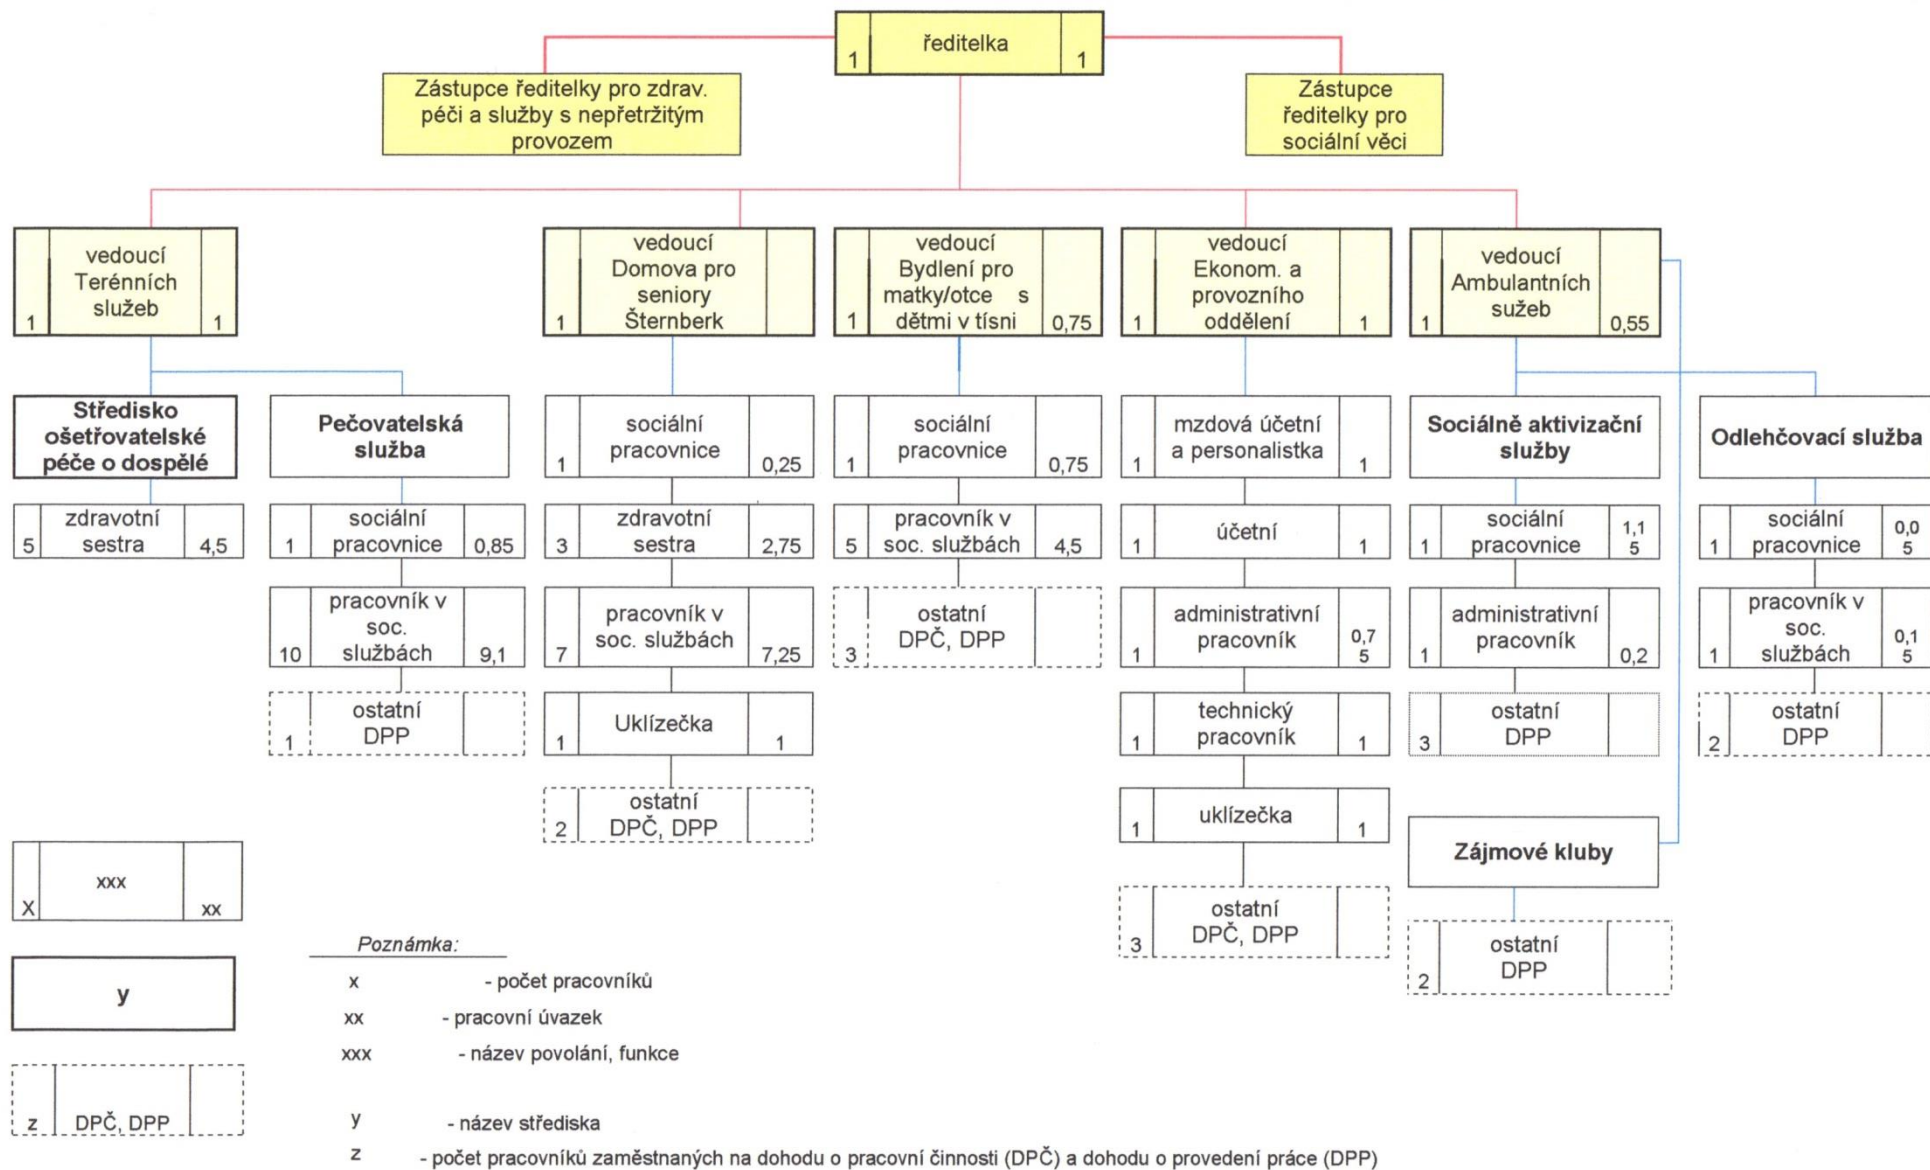 ředitelka
1 1
Zástupce ředitelky pro zdrav.
péči a služby s nepřetržitým
provozem
Zástupce
ředitelky pro
sociální věci
vedoucí
Terénních
služeb
1 1
vedoucí
Domova pro
seniory
Šternberk
1
vedoucí
Bydlení pro
matky/otce s
dětmi v tísni
1 0,75
vedoucí
Ekonom. a
provozního
oddělení
1 1
vedoucí
Ambulantních
sužeb
1 0,55
Středisko
ošetřovatelské
péče o dospělé
Pečovatelská
služba
sociální
pracovnice
1 0,25
sociální
pracovnice
1 0,75
mzdová účetní
a personalistka
1 1
Sociálně aktivizační
služby
Odlehčovací služba
zdravotní
sestra
5 4,5
sociální
pracovnice
1 0,85
zdravotní
sestra
3 2,75
pracovník v
soc. službách
5 4,5
účetní
1 1
sociální
pracovnice
1 1,1
5
sociální
pracovnice
1 0,0
5
pracovník v
soc.
službách
10 9,1
pracovník v
soc. službách
7 7,25
ostatní
DPČ, DPP
3
administrativní
pracovník
1 0,7
5
administrativní
pracovník
1 0,2
pracovník v
soc.
službách
1 0,1
5
ostatní
DPP
1
Uklízečka
1 1
technický
pracovník
1 1
ostatní
DPP
3
ostatní
DPP
2
ostatní
DPČ, DPP
2
uklízečka
1 1
Zájmové kluby
ostatní
DPČ, DPP
3
ostatní
DPP
2
xxx
X xx
y
z DPČ, DPP
Poznámka:
x - počet pracovníků
xx - pracovní úvazek
xxx - název povolání, funkce
y - název střediska
z - počet pracovníků zaměstnaných na dohodu o pracovní činnosti (DPČ) a dohodu o provedení práce (DPP)